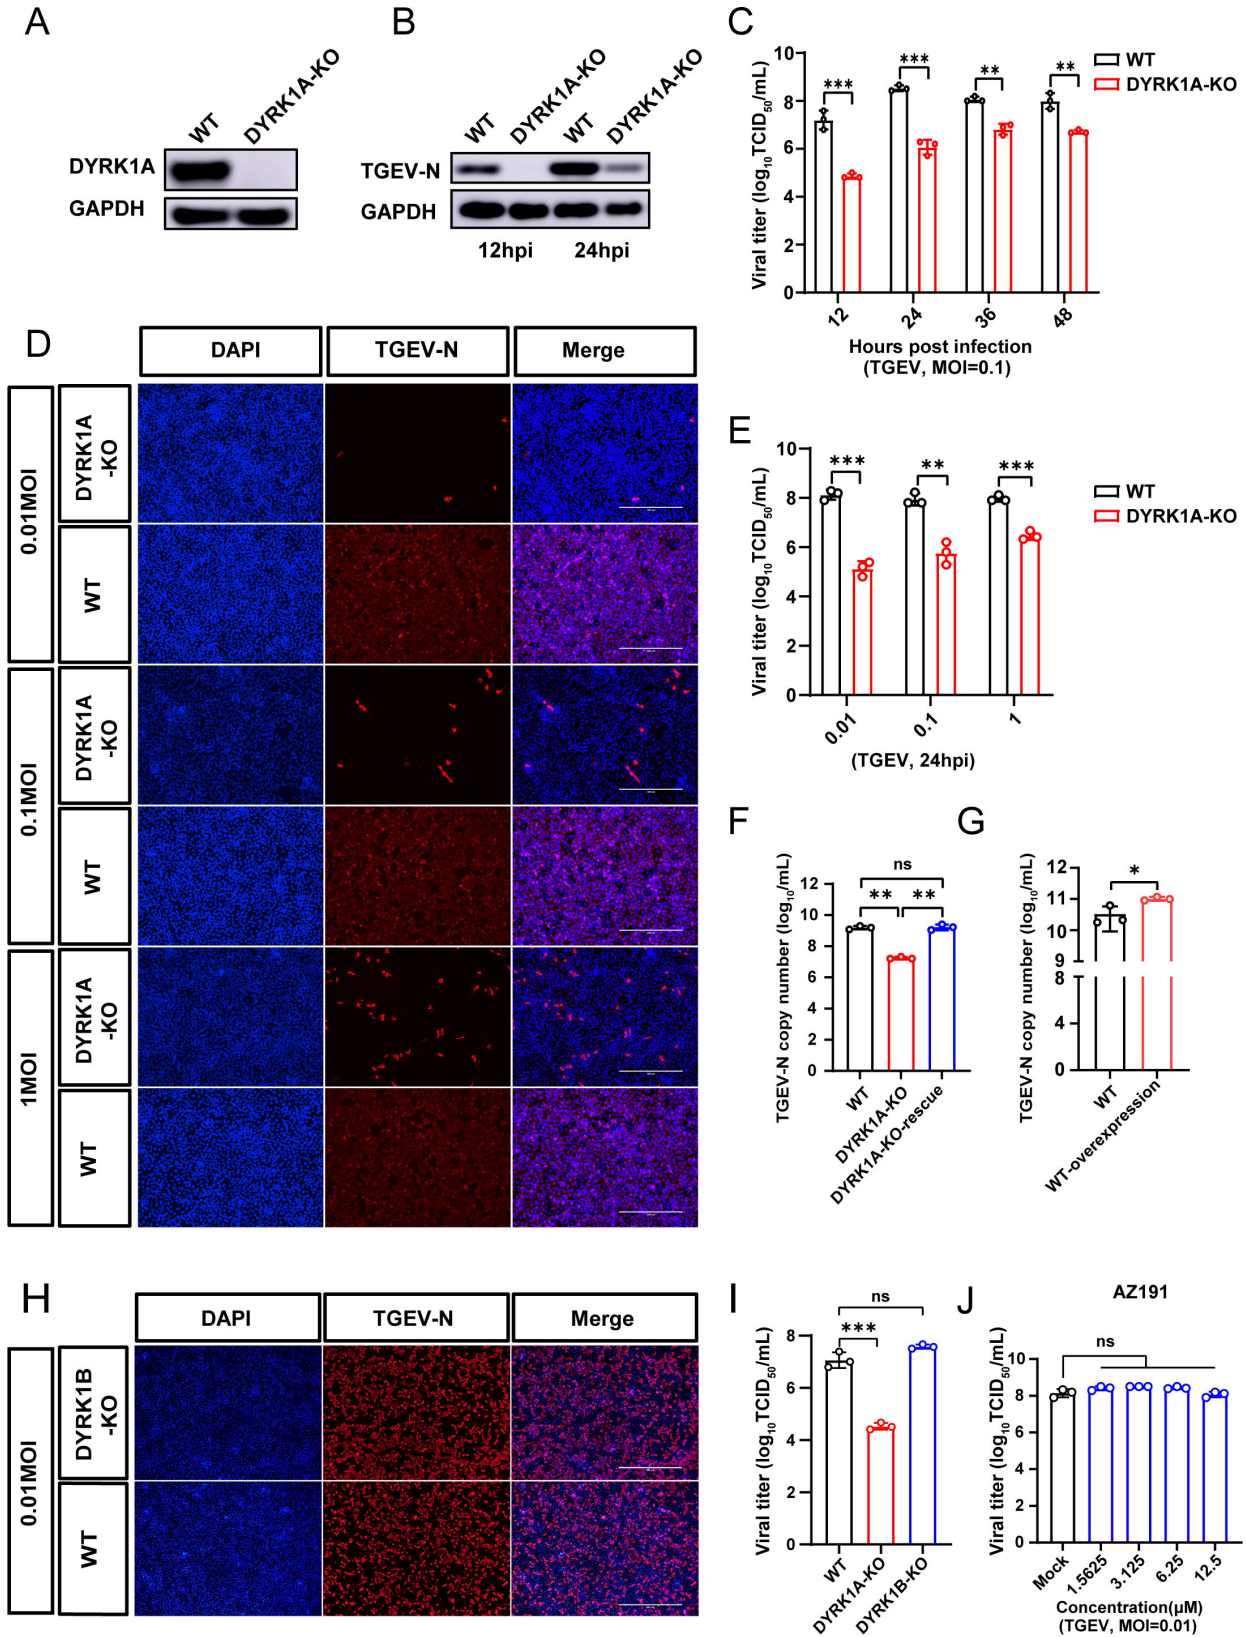 A
WT
DYRK1A-KO
DYRK1A
GAPDH
B
WT
DYRK1A-KO
WT
DYRK1A-KO
TGEV-N
GAPDH
12hpi
24hpi
C
Viral titer (log10TCID50/mL)
10
8
6
4
2
0
***
***
**
**
12
24
36
48
Hours post infection
(TGEV, MOI=0.1)
WT
DYRK1A-KO
D
DAPI
TGEV-N
Merge
0.01MOI
DYRK1A
-KO
WT
0.1MOI
DYRK1A
-KO
WT
1MOI
DYRK1A
-KO
WT
E
Viral titer (log10TCID50/mL)
10
8
6
4
2
0
***
**
***
0.01
0.1
1
(TGEV, 24hpi)
WT
DYRK1A-KO
F
TGEV-N copy number (log10/mL)
12
10
8
6
4
2
0
ns
**
**
WT
DYRK1A-KO
DYRK1A-KO-rescue
G
TGEV-N copy number (log10/mL)
12
11
10
9
8
4
0
*
WT
WT-overexpression
H
DAPI
TGEV-N
Merge
0.01MOI
DYRK1B
-KO
WT
I
Viral titer (log10TCID50/mL)
8
6
4
2
0
ns
***
WT
DYRK1A-KO
DYRK1B-KO
J
AZ191
Viral titer (log10TCID50/mL)
10
8
6
4
2
0
ns
Mock
1.5625
3.125
6.25
12.5
Concentration(μM)
(TGEV, MOI=0.01)